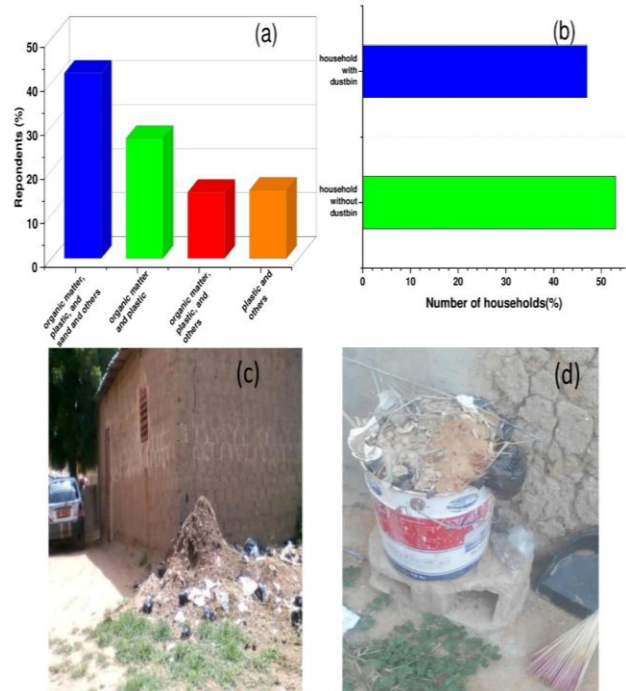 (a)
50
40
30
20
10
0
Repondents (%)
organic matter,
plastic, and
sand and others
organic matter
and plastic
organic matter,
plastic, and
others
plastic and
others
(b)
household
with
dustbin
household
without
dustbin
0 10 20 30 40 50
Number of households(%)
(c)
(d)